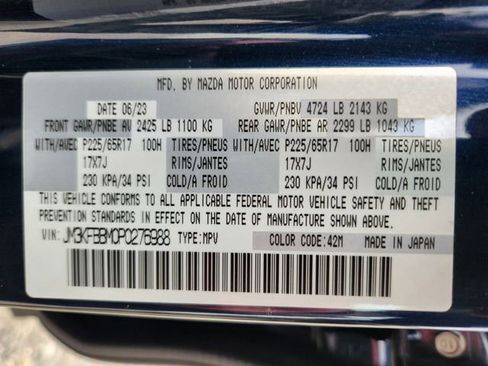 MFD. BY MAZDA MOTOR CORPORATION
DATE 06/23 GVWR/PNBV 4724 LB 2143 KG
FRONT GAWR/PNBE AV 2425 LB 1100 KG REAR GAWR/PNBE AR 2299 LB 1043 KG
WITH/AVEC P225/65R17 100H TIRES/PNEUS WITH/AVEC P225/65R17 100H TIRES/PNEUS
17X7J RIMS/JANTES 17X7J RIMS/JANTES
230 KPA/34 PSI COLD/A FROID 230 KPA/34 PSI COLD/A FROID
THIS VEHICLE CONFORMS TO ALL APPLICABLE FEDERAL MOTOR VEHICLE SAFETY, BUMPER, AND THEFT
PREVENTION STANDARDS IN EFFECT ON THE DATE OF MANUFACTURE SHOWN ABOVE.
VIN: JM3KFBBM0P0276988 TYPE:MPV COLOR CODE:42M MADE IN JAPAN